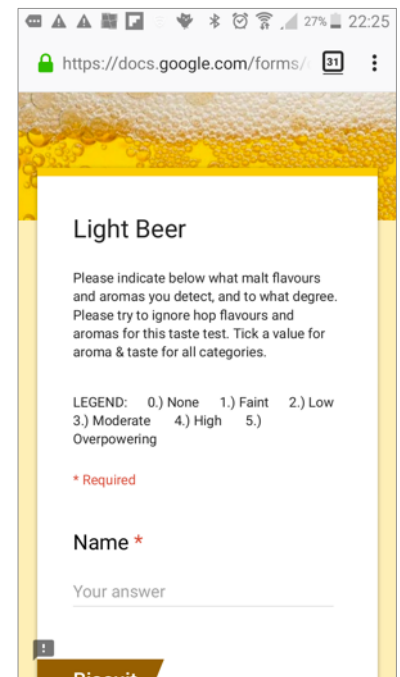 27% 22:25
https://docs.google.com/forms/ 31
Light Beer
Please indicate below what malt flavours
and aromas you detect, and to what degree.
Please try to ignore hop flavours and
aromas for this taste test. Tick a value for
aroma & taste for all categories.
LEGEND: 0.) None 1.) Faint 2.) Low
3.) Moderate 4.) High 5.)
Overpowering
* Required
Name *
Your answer
Biscuit